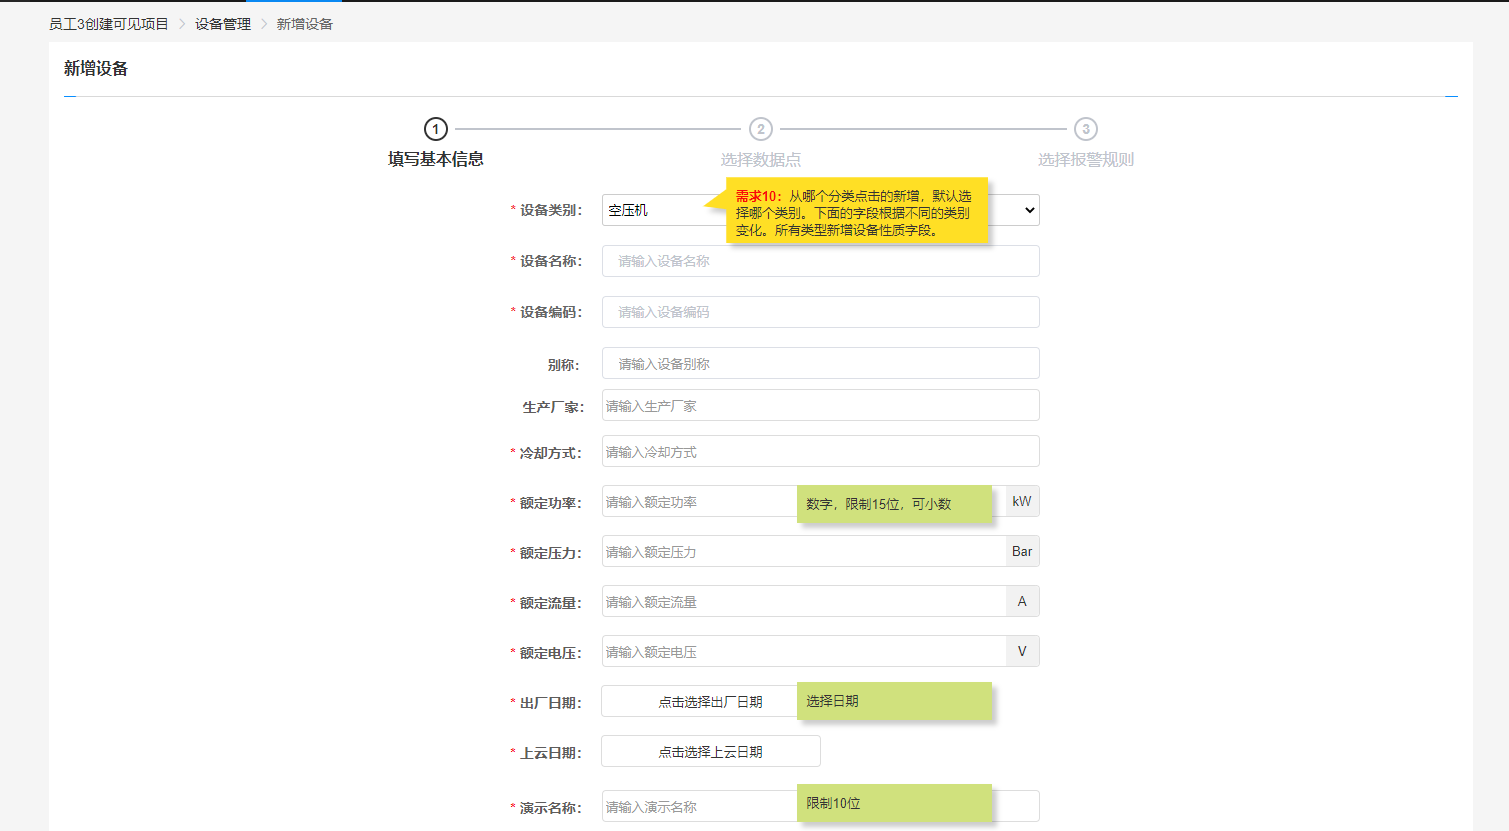 员工3创建可见项目 > 设备管理 > 新增设备
新增设备
1
2
3
填写基本信息
选择数据点
选择报警规则
* 设备类别：
空压机
需求10：从哪个分类点击的新增，默认选
择哪个类别。下面的字段根据不同的类别
变化。所有类型新增设备性质字段。
* 设备名称：
请输入设备名称
* 设备编码：
请输入设备编码
别称：
请输入设备别称
生产厂家：
请输入生产厂家
* 冷却方式：
请输入冷却方式
* 额定功率：
请输入额定功率
数字，限制15位，可小数
kW
* 额定压力：
请输入额定压力
Bar
* 额定流量：
请输入额定流量
A
* 额定电压：
请输入额定电压
V
* 出厂日期：
点击选择出厂日期
选择日期
* 上云日期：
点击选择上云日期
* 演示名称：
请输入演示名称
限制10位